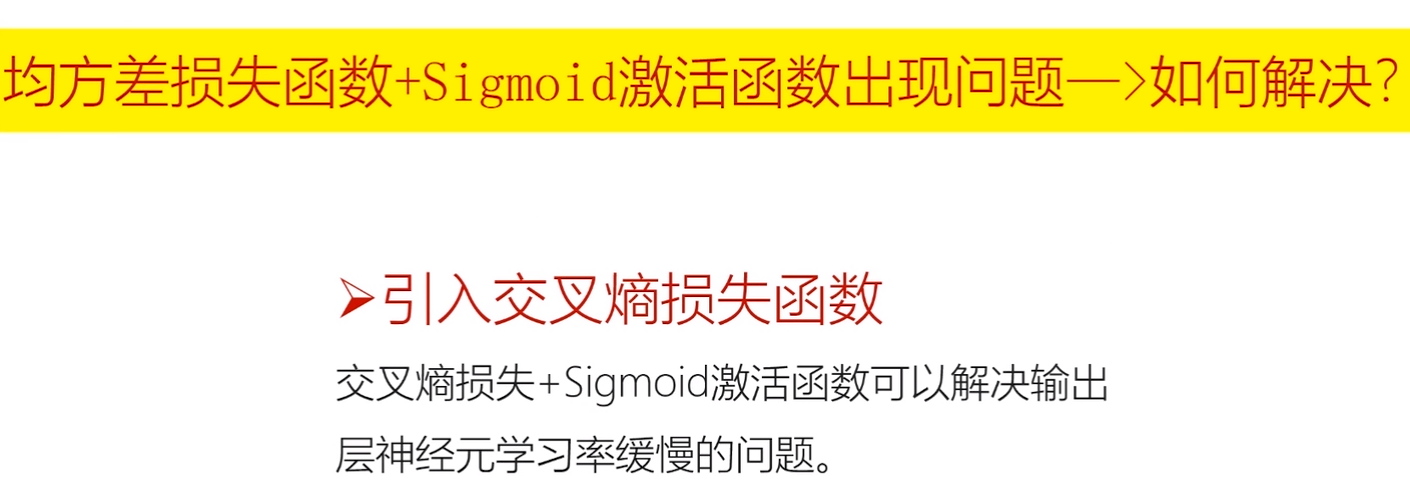 均方差损失函数+Sigmoid激活函数出现问题—>如何解决？
➢引入交叉熵损失函数
交叉熵损失+Sigmoid激活函数可以解决输出
层神经元学习率缓慢的问题。